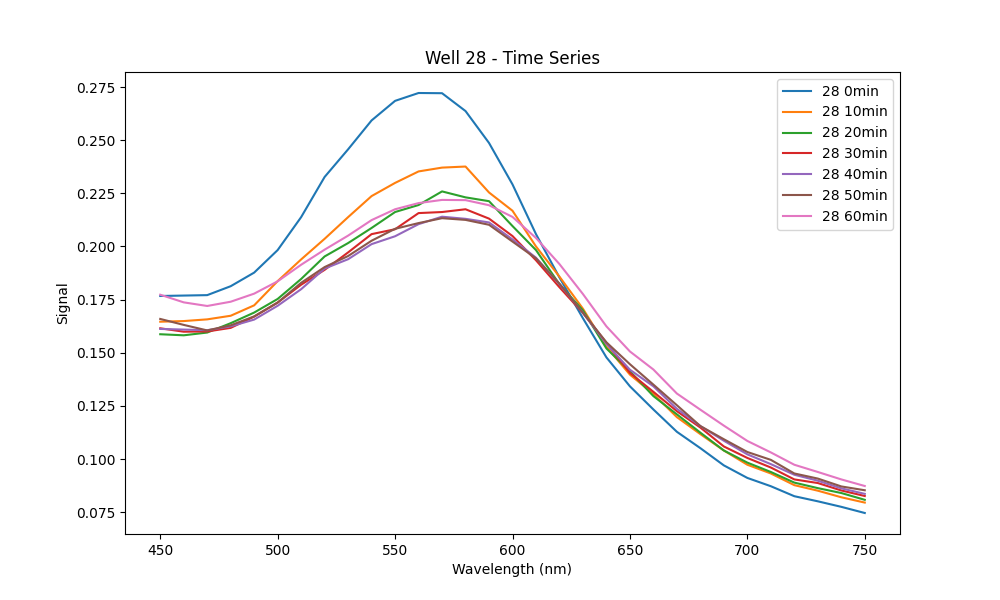 Well 28 - Time Series
28 0min
28 10min
28 20min
28 30min
28 40min
28 50min
28 60min
Signal
0.275
0.250
0.225
0.200
0.175
0.150
0.125
0.100
0.075
450 500 550 600 650 700 750
Wavelength (nm)